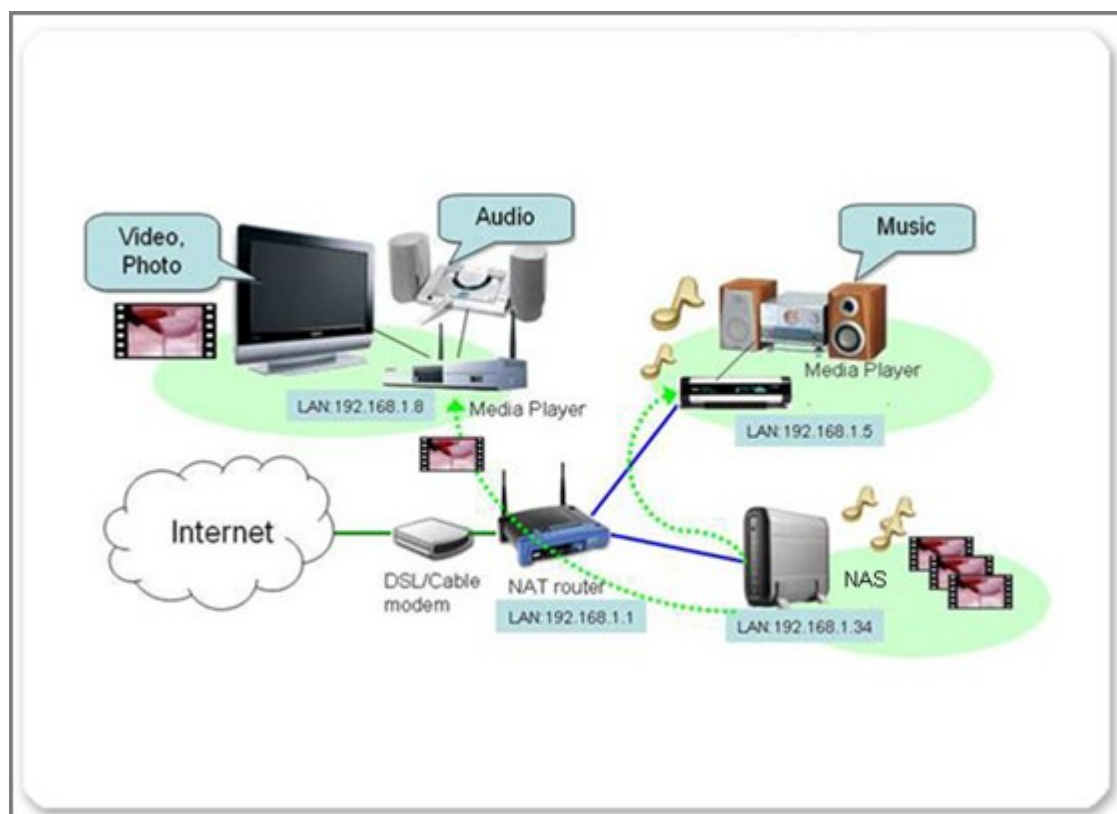 Video,
Photo
Audio
Music
LAN:192.168.1.8
Media Player
Media Player
LAN:192.168.1.5
Internet
DSL/Cable
modem
NAT router
LAN:192.168.1.1
NAS
LAN:192.168.1.34